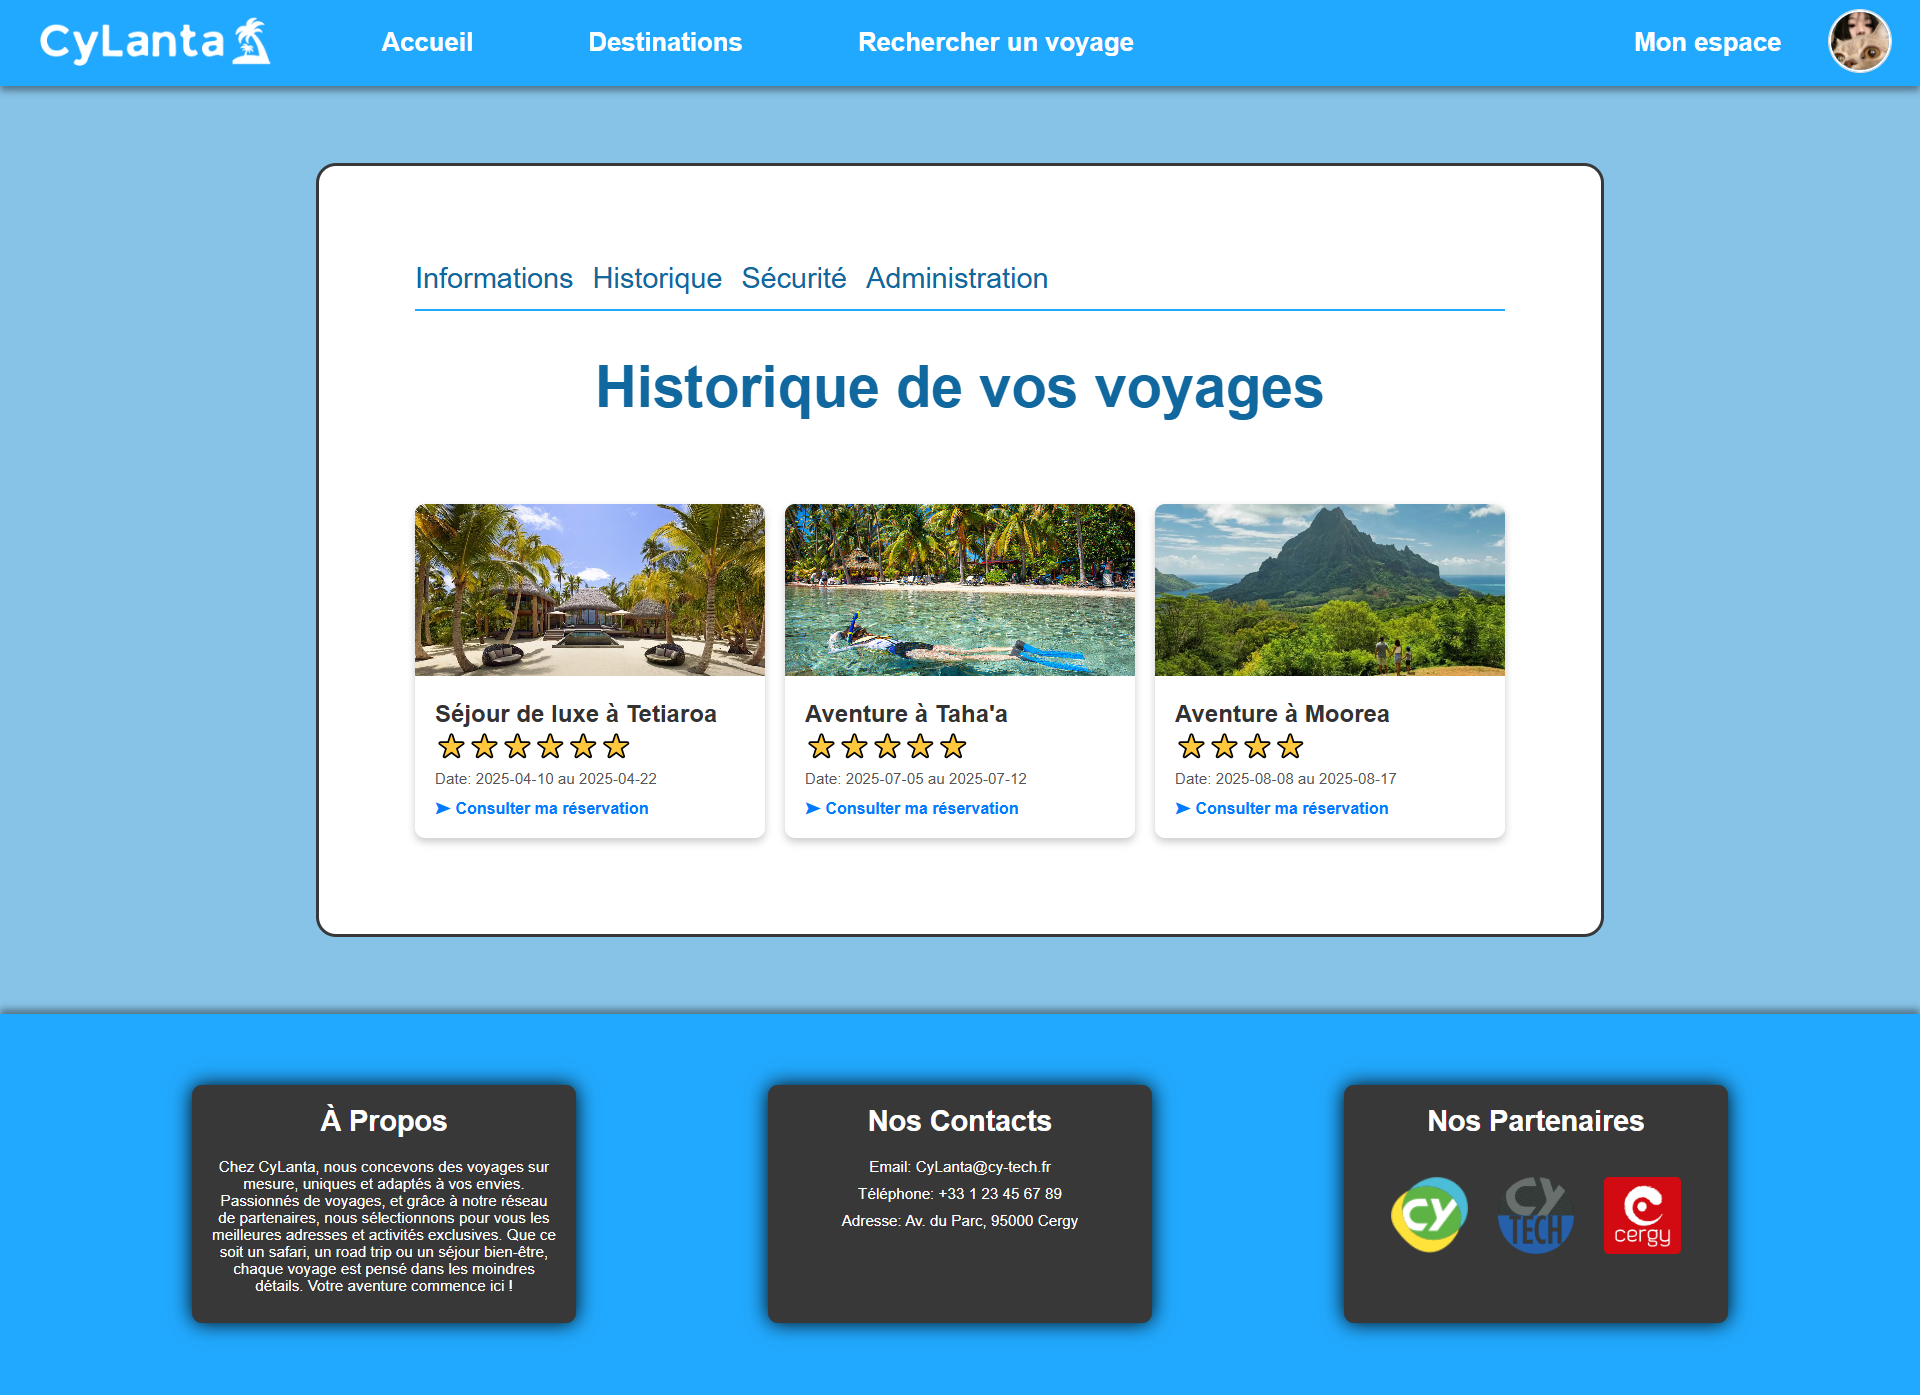 CyLanta
Accueil
Destinations
Rechercher un voyage
Mon espace
Informations Historique Sécurité Administration
Historique de vos voyages
Séjour de luxe à Tetiaroa
Date: 2025-04-10 au 2025-04-22
➤ Consulter ma réservation
Aventure à Taha'a
Date: 2025-07-05 au 2025-07-12
➤ Consulter ma réservation
Aventure à Moorea
Date: 2025-08-08 au 2025-08-17
➤ Consulter ma réservation
À Propos
Chez CyLanta, nous concevons des voyages sur
mesure, uniques et adaptés à vos envies.
Passionnés de voyages, et grâce à notre réseau
de partenaires, nous sélectionnons pour vous les
meilleures adresses et activités exclusives. Que ce
soit un safari, un road trip ou un séjour bien-être,
chaque voyage est pensé dans les moindres
détails. Votre aventure commence ici !
Nos Contacts
Email: CyLanta@cy-tech.fr
Téléphone: +33 1 23 45 67 89
Adresse: Av. du Parc, 95000 Cergy
Nos Partenaires
CY
CY
TECH
cergy